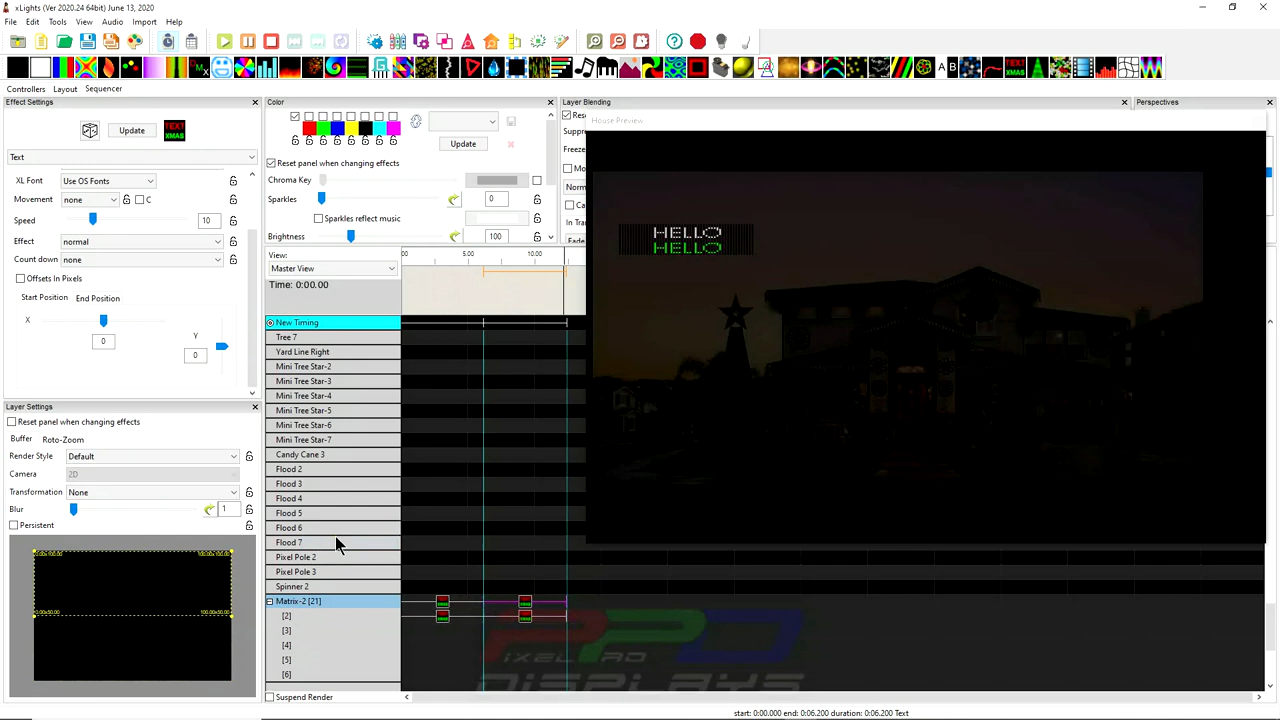 xLights (Ver 2020.24 64bit) June 13, 2020
File Edit Tools View Audio Import Help
Controllers Layout Sequencer
Effect Settings
Color
Layer Blending
Perspectives
Update
TEXT XMAS
Text
XL Font Use OS Fonts
Movement none C
Speed 10
Effect normal
Count down none
Offsets In Pixels
Start Position End Position
X 0
Y 0
Update
Reset panel when changing effects
Chroma Key
Sparkles 0
Sparkles reflect music
Brightness 100
House Preview
HELLO
HELLO
View:
Master View
Time: 0:00.00
5.00 10.00
New Timing
Tree 7
Yard Line Right
Mini Tree Star-2
Mini Tree Star-3
Mini Tree Star-4
Mini Tree Star-5
Mini Tree Star-6
Mini Tree Star-7
Candy Cane 3
Flood 2
Flood 3
Flood 4
Flood 5
Flood 6
Flood 7
Pixel Pole 2
Pixel Pole 3
Spinner 2
Matrix-2 [21]
[2]
[3]
[4]
[5]
[6]
Suspend Render
Layer Settings
Reset panel when changing effects
Buffer Roto-Zoom
Render Style Default
Camera 2D
Transformation None
Blur 1
Persistent
PPD
PIXEL PRO
DISPLAYS
start: 0:00.000 end: 0:06.200 duration: 0:06.200 Text